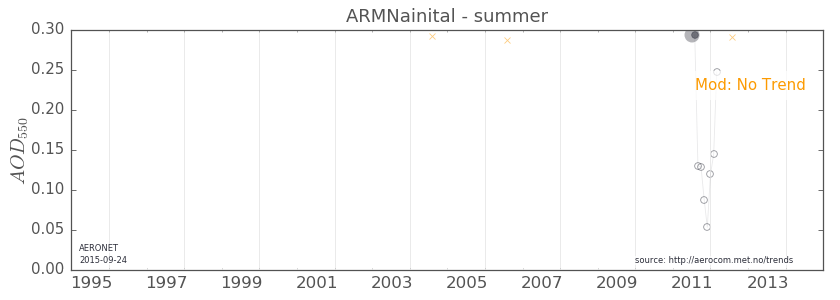 ARMNainital - summer
0.30
0.25
0.20
0.15
0.10
0.05
0.00
AOD550
Mod: No Trend
AERONET
2015-09-24
source: http://aerocom.met.no/trends
1995 1997 1999 2001 2003 2005 2007 2009 2011 2013